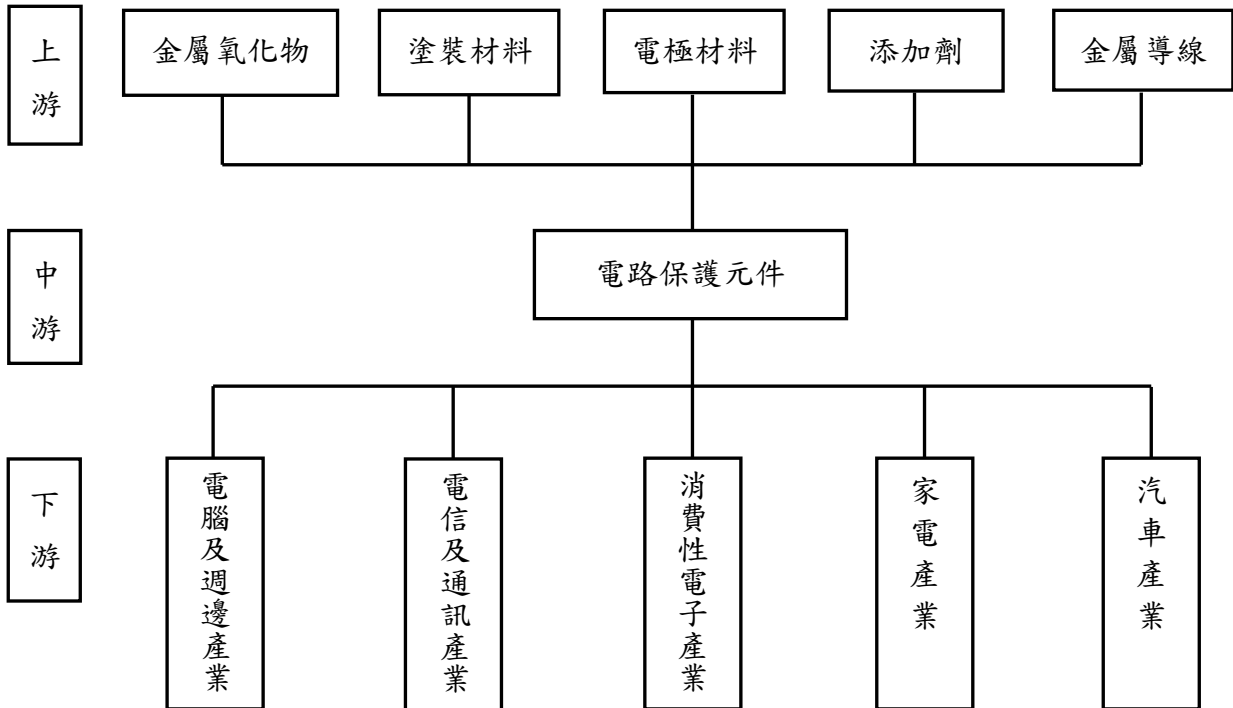 上游
金屬氧化物
塗裝材料
電極材料
添加劑
金屬導線
中游
電路保護元件
下游
電腦及週邊產業
電信及通訊產業
消費性電子產業
家電產業
汽車產業